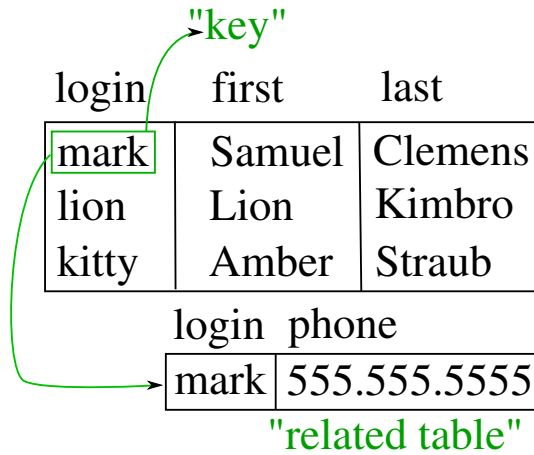 "key"
login first last
mark Samuel Clemens
lion Lion Kimbro
kitty Amber Straub
login phone
mark 555.555.5555
"related table"